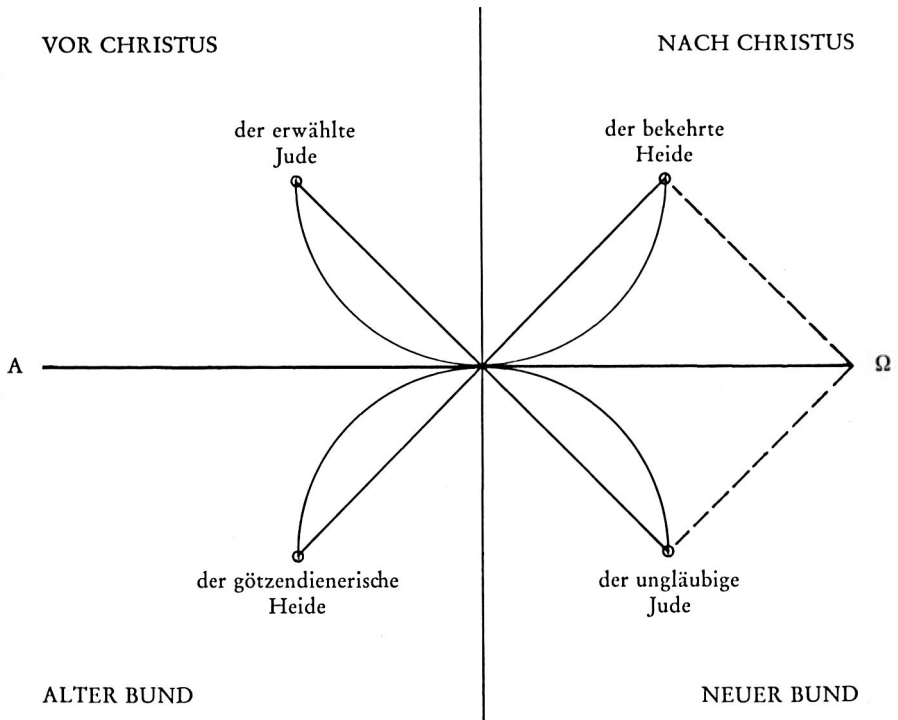 VOR CHRISTUS
NACH CHRISTUS
der erwählte
Jude
der bekehrte
Heide
A
Ω
der götzendienerische
Heide
der ungläubige
Jude
ALTER BUND
NEUER BUND